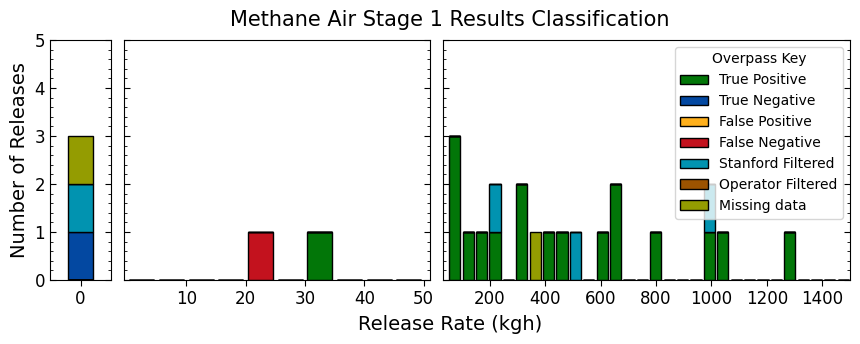 Methane Air Stage 1 Results Classification
Number of Releases
5
4
3
2
1
0
Overpass Key
True Positive
True Negative
False Positive
False Negative
Stanford Filtered
Operator Filtered
Missing data
0
10 20 30 40 50
200 400 600 800 1000 1200 1400
Release Rate (kgh)